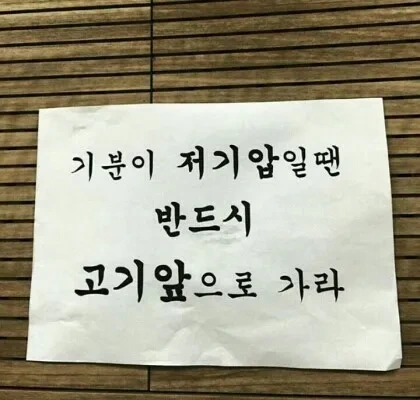 기분이 저기압일땐
반드시
고기앞으로 가라